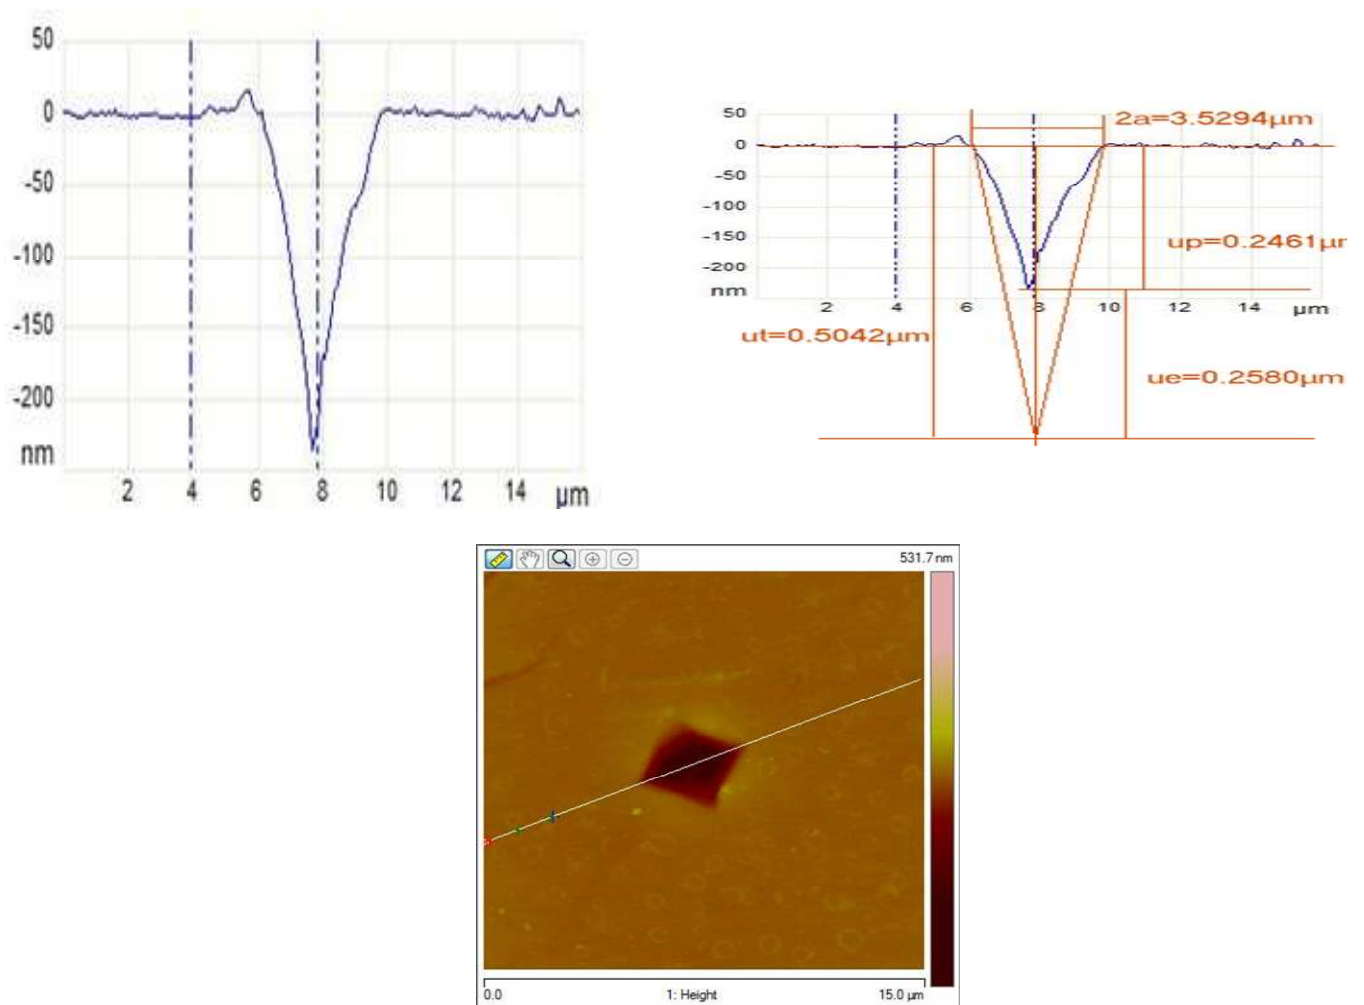 50
0
-50
-100
-150
-200
nm
2 4 6 8 10 12 14 µm
50
0
-50
-100
-150
-200
nm
2a=3.5294µm
up=0.2461µm
2 4 6 8 10 12 14 µm
ut=0.5042µm
ue=0.2580µm
531.7 nm
0.0 1: Height 15.0 µm